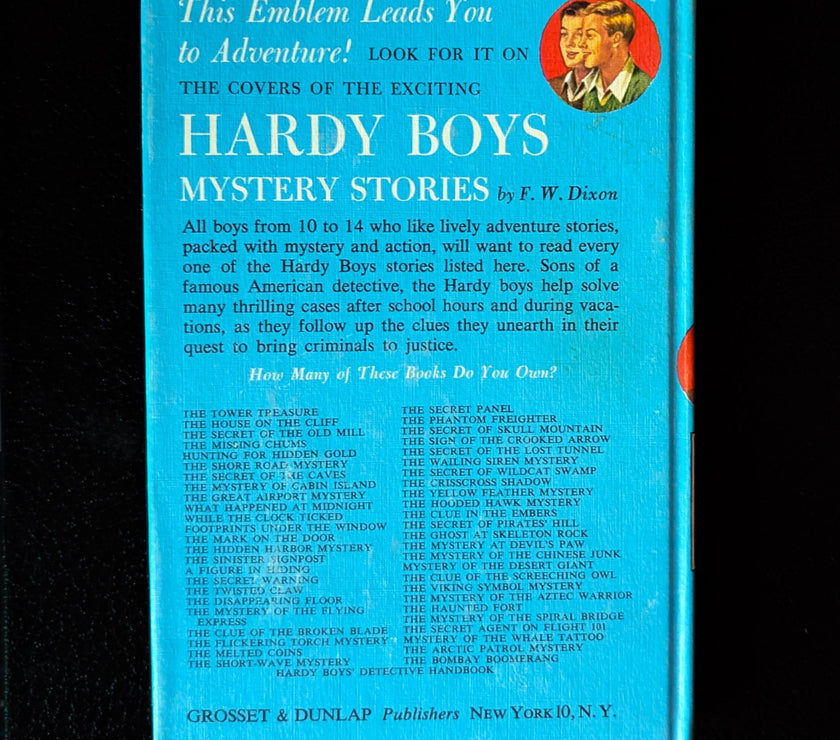 This Emblem Leads You
to Adventure! LOOK FOR IT ON
THE COVERS OF THE EXCITING
HARDY BOYS
MYSTERY STORIES by F. W. Dixon
All boys from 10 to 14 who like lively adventure stories,
packed with mystery and action, will want to read every
one of the Hardy Boys stories listed here. Sons of a
famous American detective, the Hardy boys help solve
many thrilling cases after school hours and during vaca-
tions, as they follow up the clues they unearth in their
quest to bring criminals to justice.
How Many of These Books Do You Own?
THE TOWER TREASURE
THE HOUSE ON THE CLIFF
THE SECRET OF THE OLD MILL
THE MISSING CHUMS
HUNTING FOR HIDDEN GOLD
THE SHORE ROAD MYSTERY
THE SECRET OF THE CAVES
THE MYSTERY OF CABIN ISLAND
THE GREAT AIRPORT MYSTERY
WHAT HAPPENED AT MIDNIGHT
WHILE THE CLOCK TICKED
FOOTPRINTS UNDER THE WINDOW
THE MARK ON THE DOOR
THE HIDDEN HARBOR MYSTERY
THE SINISTER SIGNPOST
A FIGURE IN HIDING
THE SECRET WARNING
THE TWISTED CLAW
THE DISAPPEARING FLOOR
THE MYSTERY OF THE FLYING
EXPRESS
THE CLUE OF THE BROKEN BLADE
THE FLICKERING TORCH MYSTERY
THE MELTED COINS
THE SHORT-WAVE MYSTERY
THE SECRET PANEL
THE PHANTOM FREIGHTER
THE SECRET OF SKULL MOUNTAIN
THE SIGN OF THE CROOKED ARROW
THE SECRET OF THE LOST TUNNEL
THE WAILING SIREN MYSTERY
THE SECRET OF WILDCAT SWAMP
THE CRISSCROSS SHADOW
THE YELLOW FEATHER MYSTERY
THE HOODED HAWK MYSTERY
THE CLUE IN THE EMBERS
THE SECRET OF PIRATES' HILL
THE GHOST AT SKELETON ROCK
THE MYSTERY AT DEVIL'S PAW
THE MYSTERY OF THE CHINESE JUNK
MYSTERY OF THE DESERT GIANT
THE CLUE OF THE SCREECHING OWL
THE VIKING SYMBOL MYSTERY
THE MYSTERY OF THE AZTEC WARRIOR
THE HAUNTED FORT
THE MYSTERY OF THE SPIRAL BRIDGE
THE SECRET AGENT ON FLIGHT 101
MYSTERY OF THE WHALE TATTOO
THE ARCTIC PATROL MYSTERY
THE BOMBAY BOOMERANG
HARDY BOYS' DETECTIVE HANDBOOK
GROSSET & DUNLAP Publishers NEW YORK 10, N. Y.